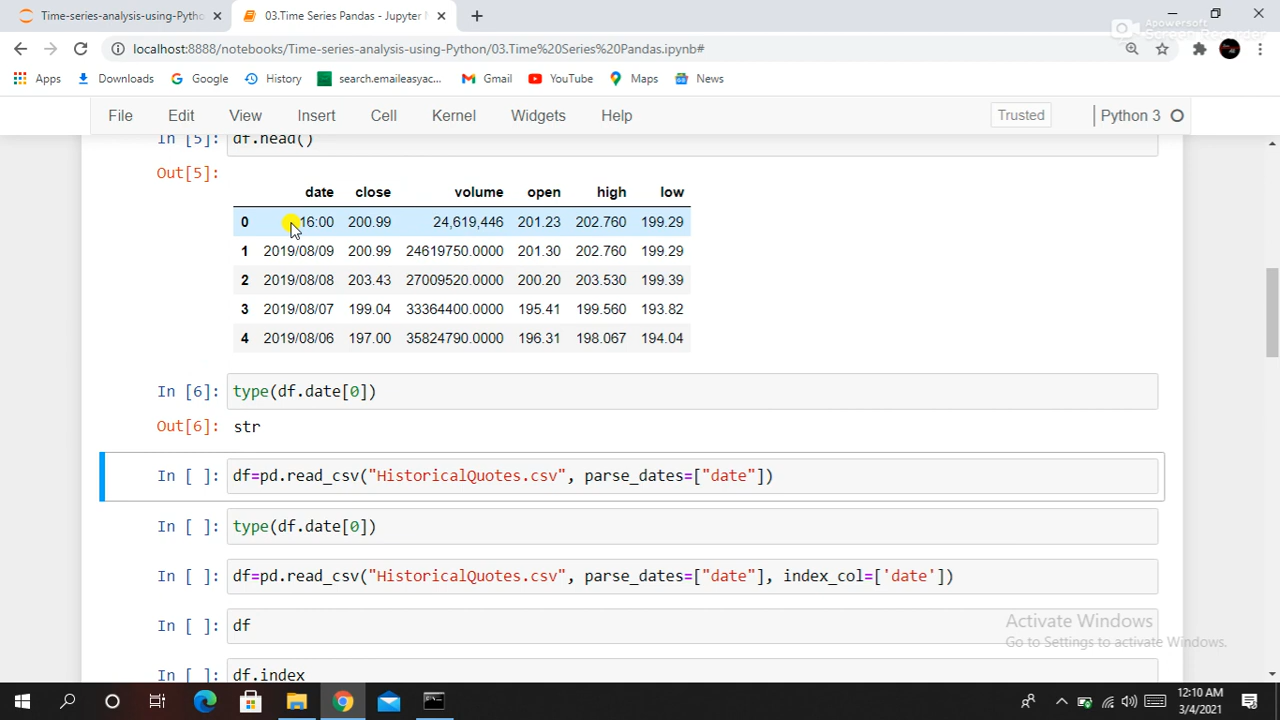 Time-series-analysis-using-Pytho
03.Time Series Pandas - Jupyter
Apowersoft
Screen Recorder
localhost:8888/notebooks/Time-series-analysis-using-Python/03.Time%20Series%20Pandas.ipynb#
Apps Downloads Google History search.emaileasyac... Gmail YouTube Maps News
File Edit View Insert Cell Kernel Widgets Help Trusted Python 3
In [5]: df.head()
Out[5]:
date close volume open high low
0 16:00 200.99 24,619,446 201.23 202.760 199.29
1 2019/08/09 200.99 24619750.0000 201.30 202.760 199.29
2 2019/08/08 203.43 27009520.0000 200.20 203.530 199.39
3 2019/08/07 199.04 33364400.0000 195.41 199.560 193.82
4 2019/08/06 197.00 35824790.0000 196.31 198.067 194.04
In [6]: type(df.date[0])
Out[6]: str
In [ ]: df=pd.read_csv("HistoricalQuotes.csv", parse_dates=["date"])
In [ ]: type(df.date[0])
In [ ]: df=pd.read_csv("HistoricalQuotes.csv", parse_dates=["date"], index_col=['date'])
In [ ]: df
Activate Windows
Go to Settings to activate Windows.
In [ ]: df.index
12:10 AM
3/4/2021